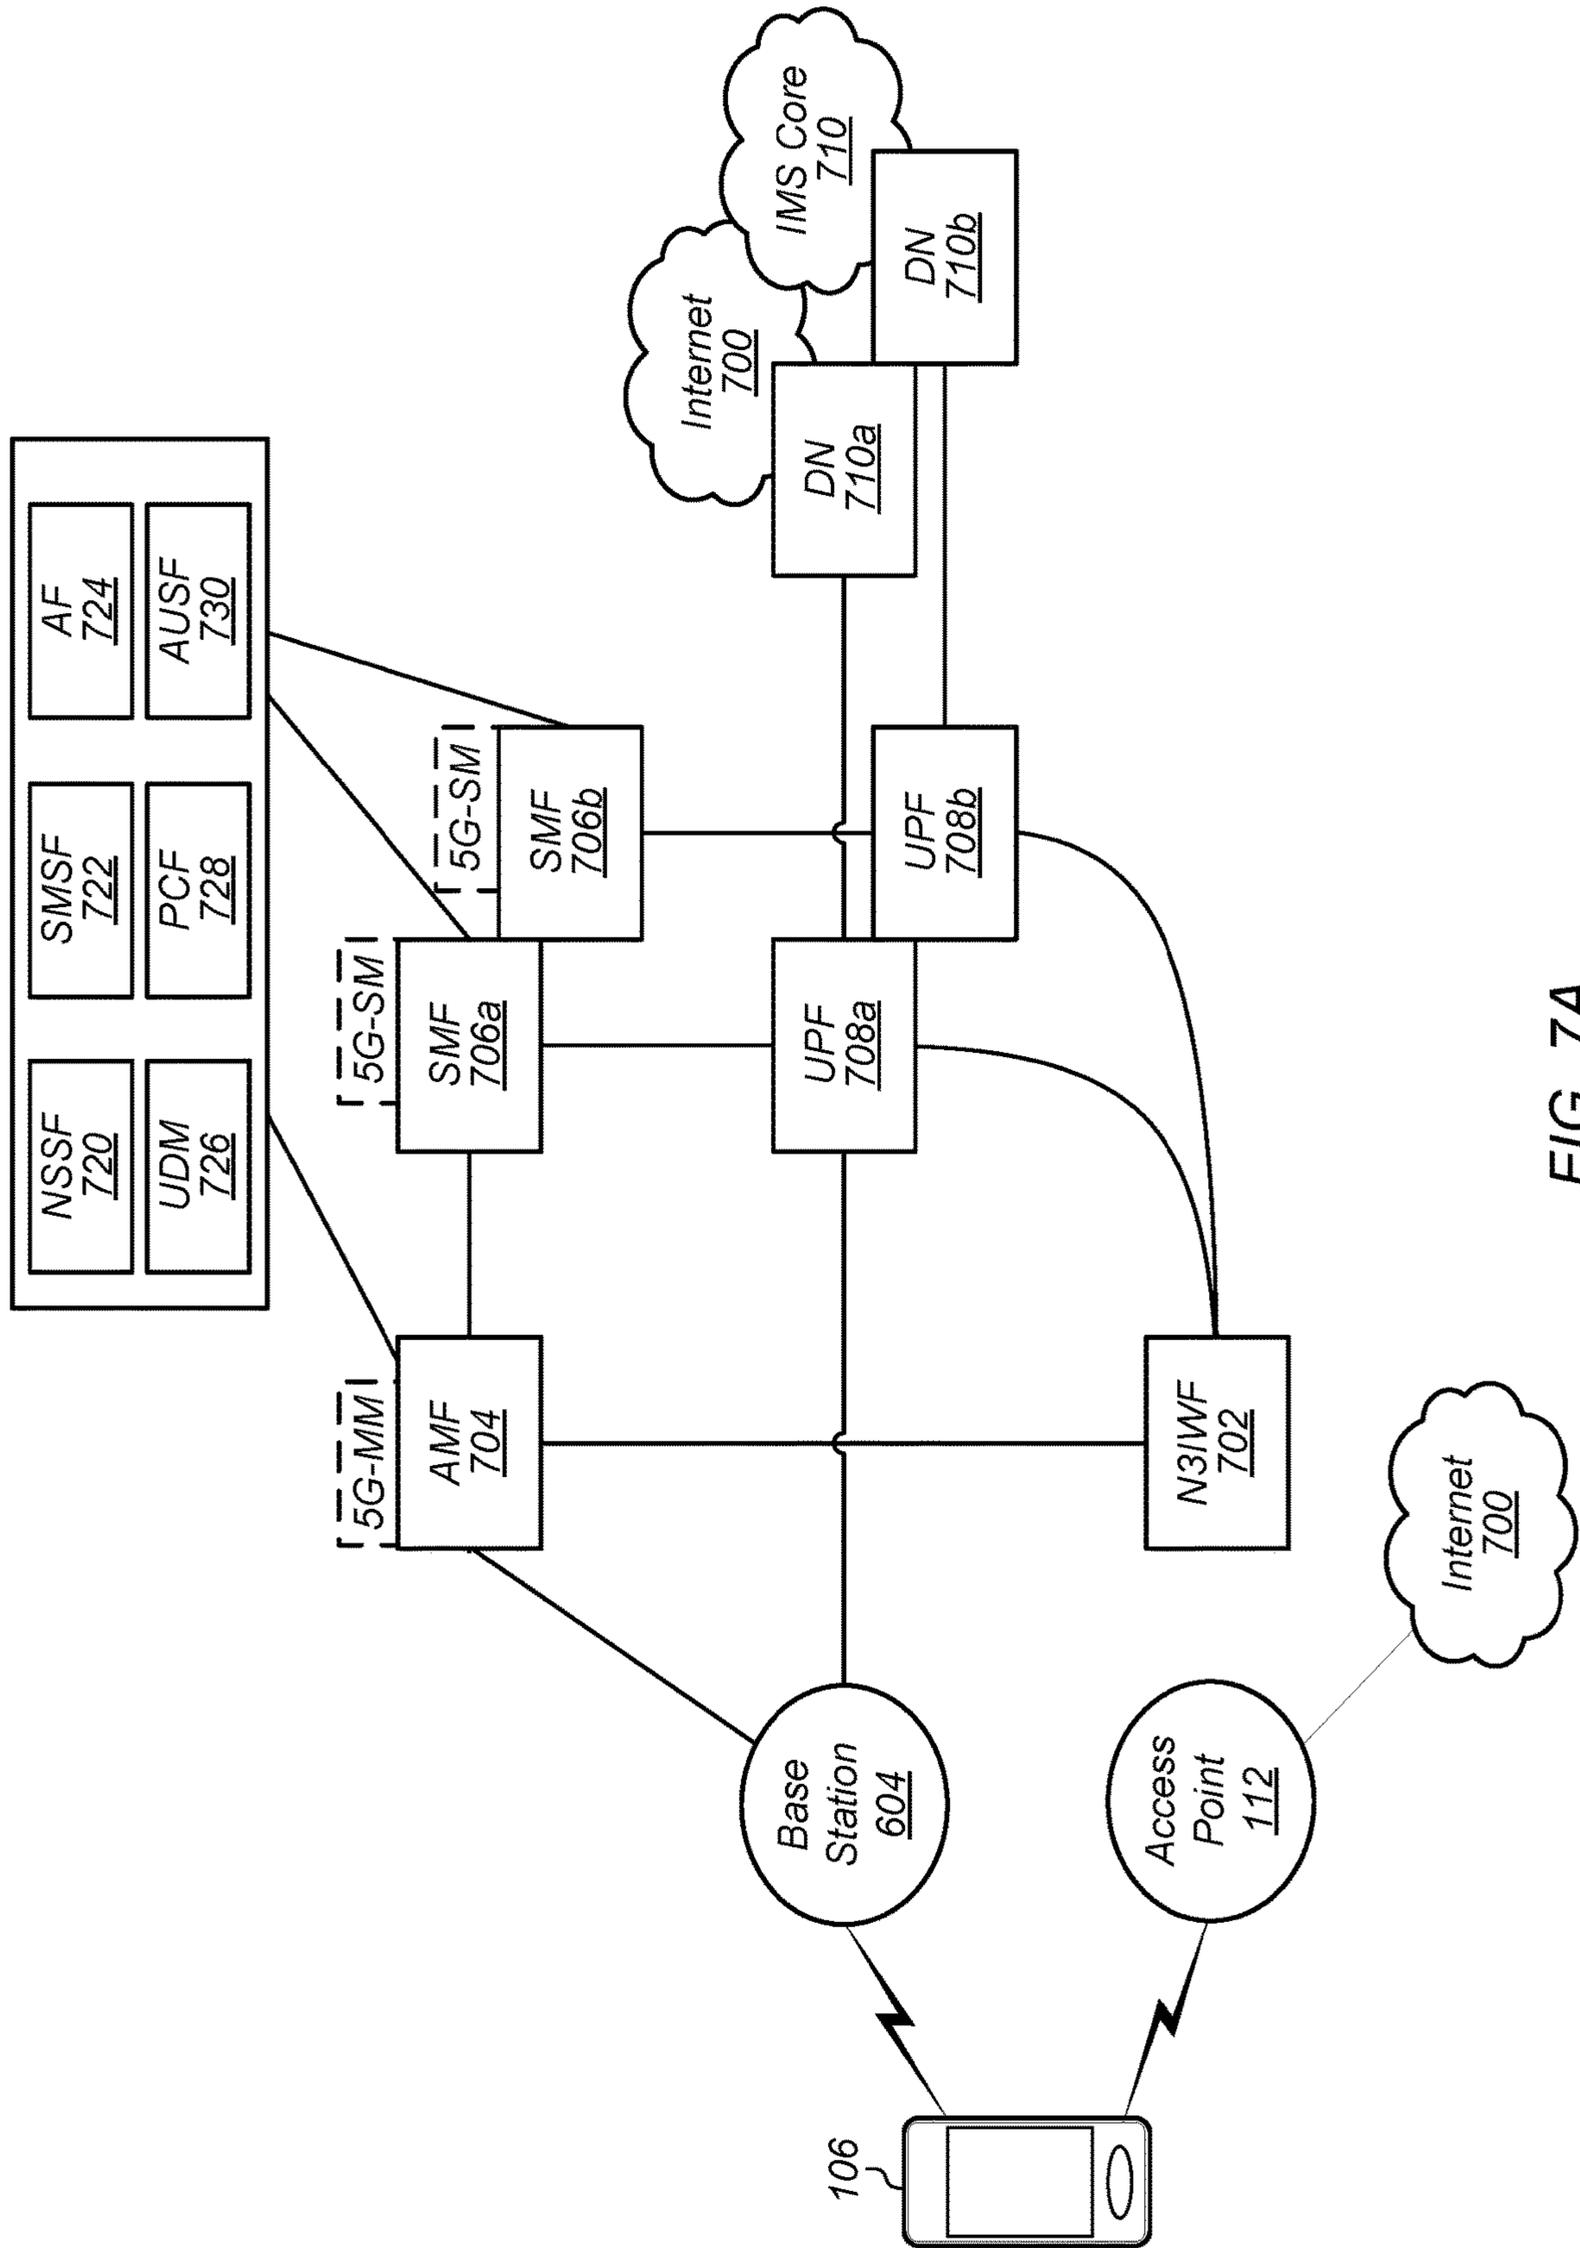 NSSF
720
SMSF
722
AF
724
UDM
726
PCF
728
AUSF
730
5G-MM
AMF
704
5G-SM
SMF
706a
5G-SM
SMF
706b
Base
Station
604
UPF
708a
UPF
708b
DN
710a
DN
710b
Internet
700
IMS Core
710
106
Access
Point
112
N3IWF
702
Internet
700
FIG. 7A